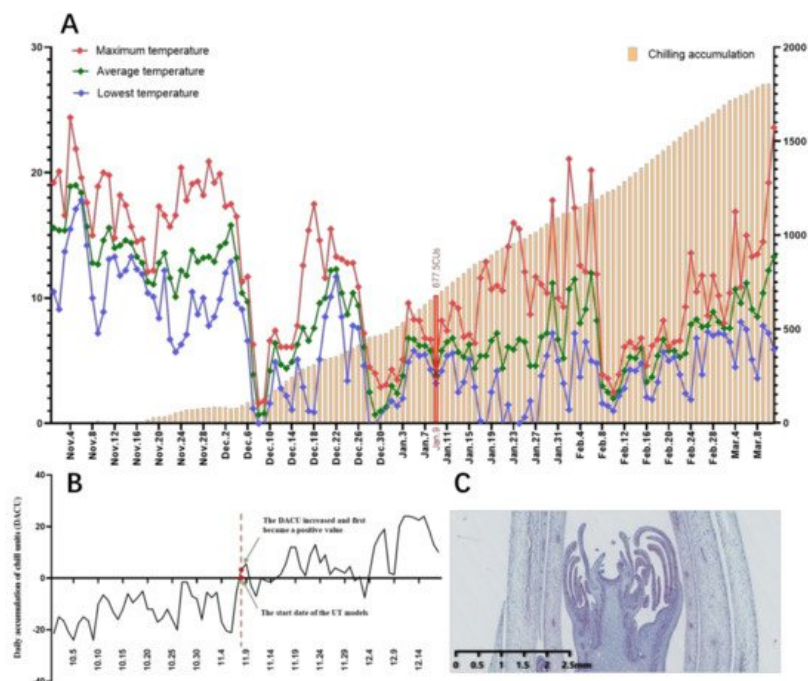 A
30
20
10
0
Maximum temperature
Average temperature
Lowest temperature
Chilling accumulation
2000
1500
1000
500
0
677.5CUs
Nov.4
Nov.8
Nov.12
Nov.16
Nov.20
Nov.24
Nov.28
Dec.2
Dec.6
Dec.10
Dec.14
Dec.18
Dec.22
Dec.26
Dec.30
Jan.3
Jan.7
Jan.9
Jan.11
Jan.15
Jan.19
Jan.23
Jan.27
Jan.31
Feb.4
Feb.8
Feb.12
Feb.16
Feb.20
Feb.24
Feb.28
Mar.4
Mar.8
B
Daily accumulation of chill units (DACU)
40
20
0
-20
-40
The DACU increased and first
became a positive value
The start date of the UT models
10.5
10.10
10.15
10.20
10.25
10.30
11.4
11.9
11.14
11.19
11.24
11.29
12.4
12.9
12.14
C
0 0.5 1 1.5 2 2.5mm